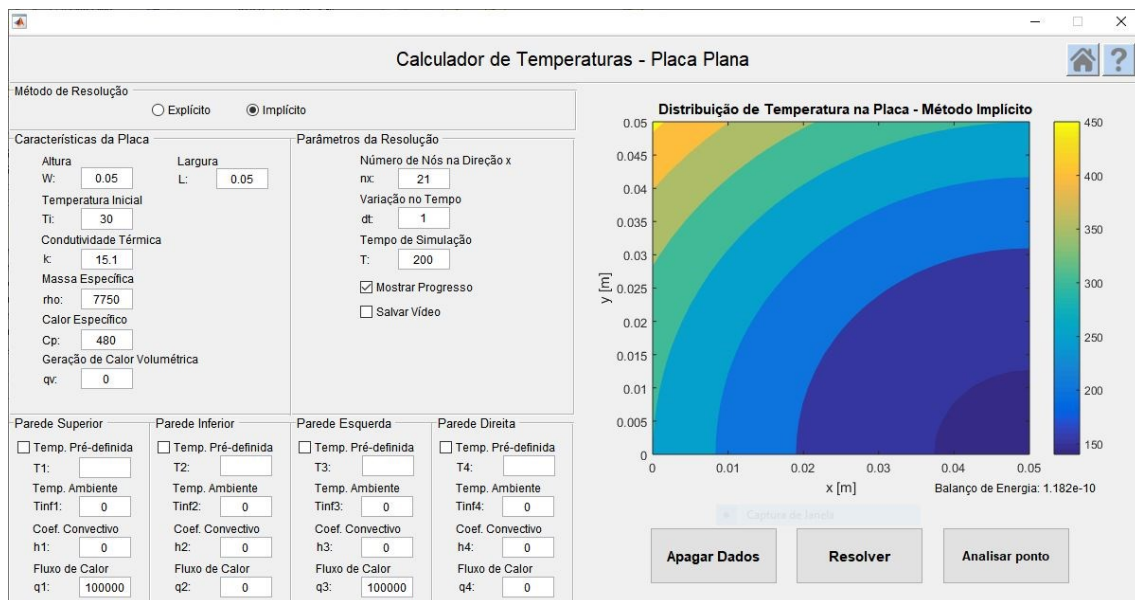 Calculador de Temperaturas - Placa Plana
?
Método de Resolução
Explícito Implícito
Características da Placa
Altura Largura
W: 0.05 L: 0.05
Temperatura Inicial
Ti: 30
Condutividade Térmica
k: 15.1
Massa Específica
rho: 7750
Calor Específico
Cp: 480
Geração de Calor Volumétrica
qv: 0
Parâmetros da Resolução
Número de Nós na Direção x
nx: 21
Variação no Tempo
dt: 1
Tempo de Simulação
T: 200
Mostrar Progresso
Salvar Vídeo
Parede Superior
Temp. Pré-definida
T1:
Temp. Ambiente
Tinf1: 0
Coef. Convectivo
h1: 0
Fluxo de Calor
q1: 100000
Parede Inferior
Temp. Pré-definida
T2:
Temp. Ambiente
Tinf2: 0
Coef. Convectivo
h2: 0
Fluxo de Calor
q2: 0
Parede Esquerda
Temp. Pré-definida
T3:
Temp. Ambiente
Tinf3: 0
Coef. Convectivo
h3: 0
Fluxo de Calor
q3: 100000
Parede Direita
Temp. Pré-definida
T4:
Temp. Ambiente
Tinf4: 0
Coef. Convectivo
h4: 0
Fluxo de Calor
q4: 0
Distribuição de Temperatura na Placa - Método Implícito
0.05
0.045
0.04
0.035
0.03
0.025
0.02
0.015
0.01
0.005
0
y [m]
0 0.01 0.02 0.03 0.04 0.05
x [m]
450
400
350
300
250
200
150
Balanço de Energia: 1.182e-10
Captura de Janela
Apagar Dados Resolver Analisar ponto